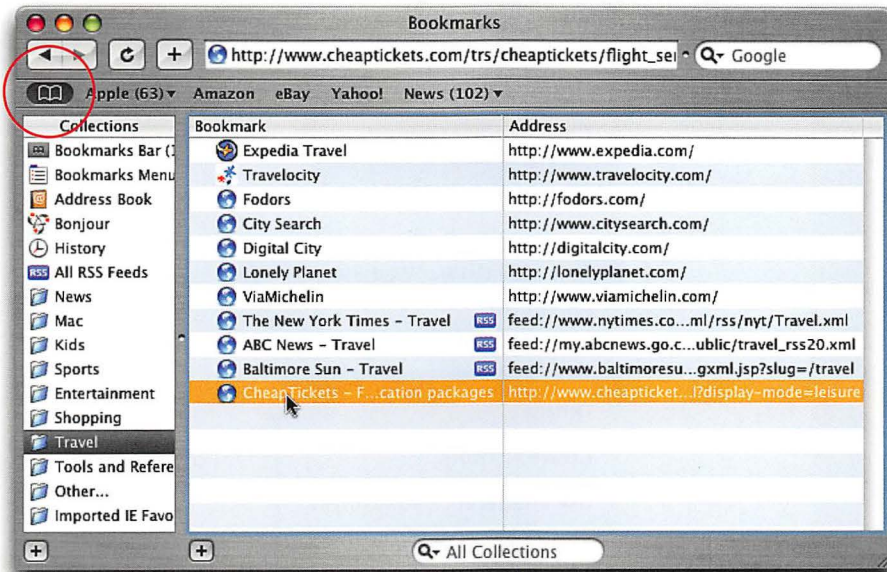 Bookmarks
http://www.cheaptickets.com/trs/cheaptickets/flight_sei Google
Apple (63) Amazon eBay Yahoo! News (102)
Collections Bookmark Address
Bookmarks Bar (1 Expedia Travel http://www.expedia.com/
Bookmarks Menu Travelocity http://www.travelocity.com/
Address Book Fodors http://fodors.com/
Bonjour City Search http://www.citysearch.com/
History Digital City http://digitalcity.com/
RSS All RSS Feeds Lonely Planet http://lonelyplanet.com/
News ViaMichelin http://www.viamichelin.com/
Mac The New York Times – Travel RSS feed://www.nytimes.co...ml/rss/nyt/Travel.xml
Kids ABC News – Travel RSS feed://my.abcnews.go.c...ublic/travel_rss20.xml
Sports Baltimore Sun – Travel RSS feed://www.baltimoresu...gxml.jsp?slug=/travel
Entertainment CheapTickets – F...cation packages http://www.cheapticket...l?display-mode=leisure
Shopping
Travel
Tools and Refere
Other...
Imported IE Favo
All Collections